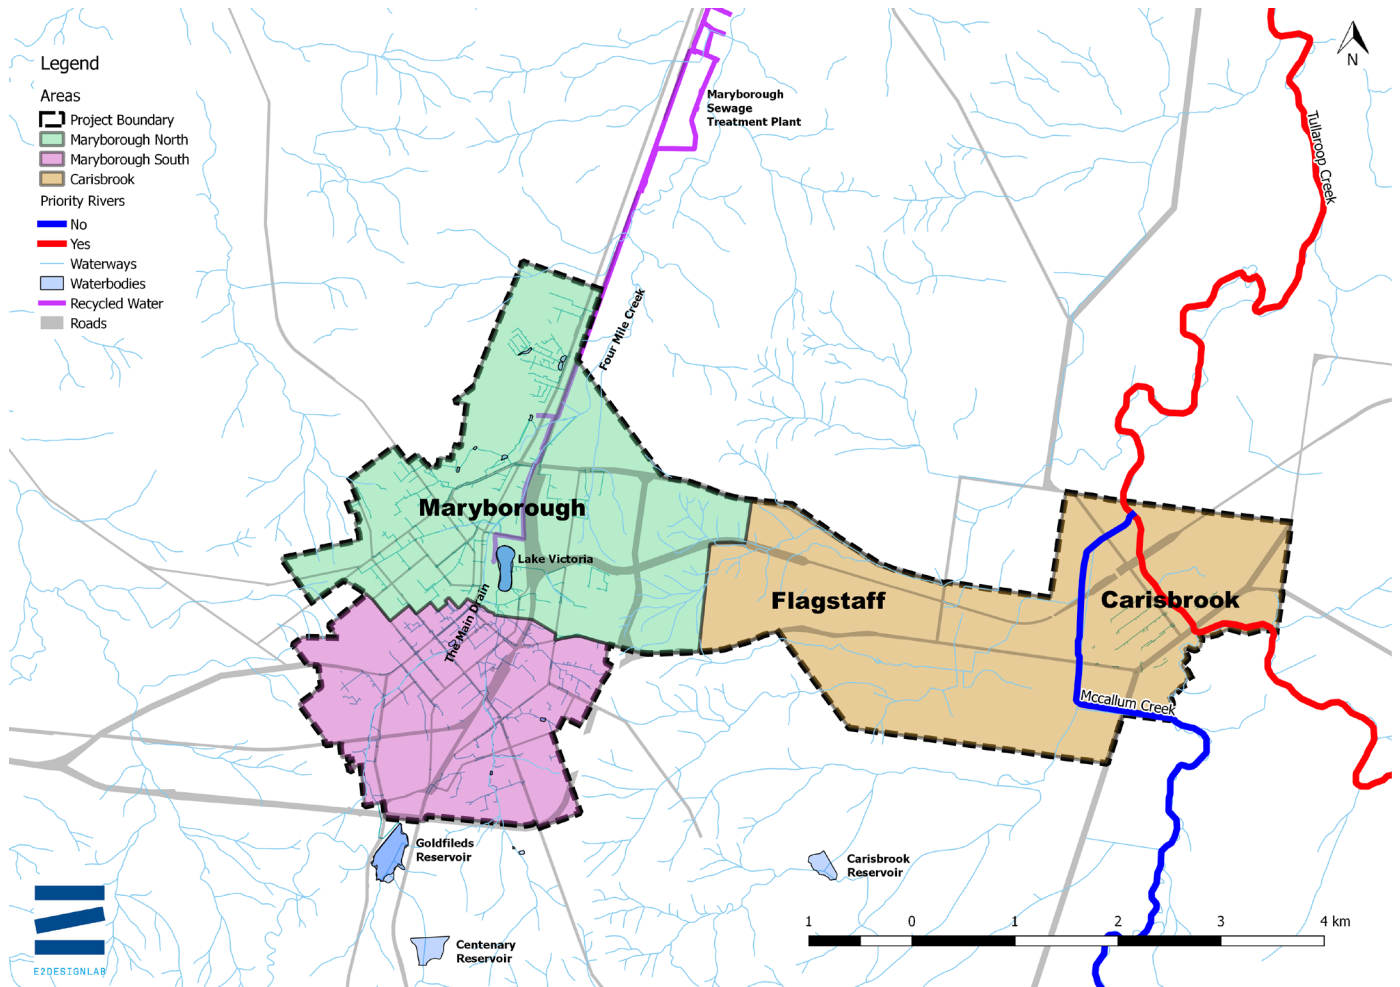 Legend
Areas
Project Boundary
Maryborough North
Maryborough South
Carisbrook
Priority Rivers
No
Yes
Waterways
Waterbodies
Recycled Water
Roads
N
Maryborough
Sewage
Treatment Plant
Tullaroop Creek
Four Mile Creek
Maryborough
Lake Victoria
The Main Drain
Flagstaff
Carisbrook
Mccallum Creek
Goldfileds
Reservoir
Carisbrook
Reservoir
Centenary
Reservoir
1 0 1 2 3 4 km
E2DESIGNLAB